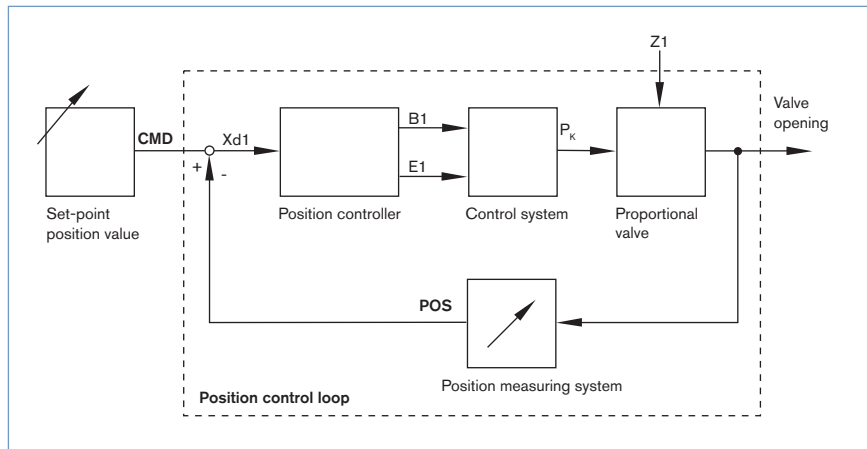 Z1
Valve
opening
CMD
Xd1
B1
P_K
+
-
E1
Set-point
position value
Position controller
Control system
Proportional
valve
POS
Position measuring system
Position control loop